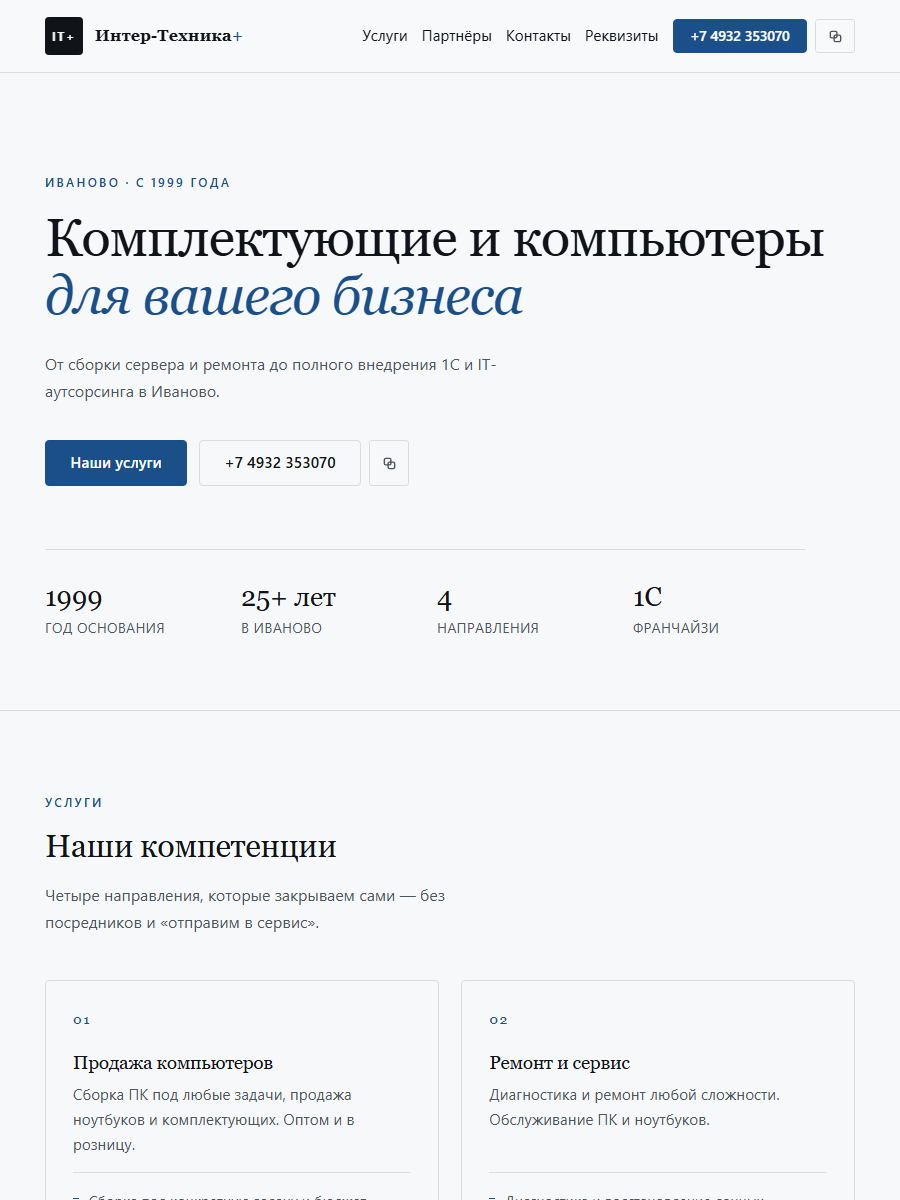 IT+ Интер-Техника+ Услуги Партнёры Контакты Реквизиты +7 4932 353070
ИВАНОВО · С 1999 ГОДА
Комплектующие и компьютеры
для вашего бизнеса
От сборки сервера и ремонта до полного внедрения 1С и IT-
аутсорсинга в Иваново.
Наши услуги +7 4932 353070
1999 25+ лет 4 1С
ГОД ОСНОВАНИЯ В ИВАНОВО НАПРАВЛЕНИЯ ФРАНЧАЙЗИ
УСЛУГИ
Наши компетенции
Четыре направления, которые закрываем сами — без
посредников и «отправим в сервис».
01
Продажа компьютеров
Сборка ПК под любые задачи, продажа
ноутбуков и комплектующих. Оптом и в
розницу.
02
Ремонт и сервис
Диагностика и ремонт любой сложности.
Обслуживание ПК и ноутбуков.